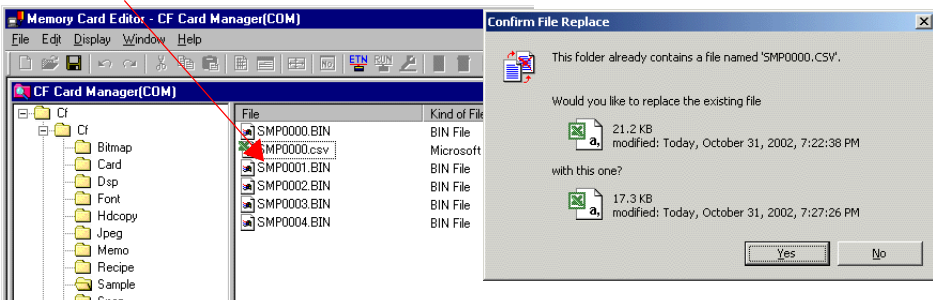 Memory Card Editor - CF Card Manager(COM)
File Edit Display Window Help
ETN RUN
CF Card Manager(COM)
Cf
Cf
Bitmap
Card
Dsp
Font
Hdcopy
Jpeg
Memo
Recipe
Sample
File Kind of File
SMP0000.BIN BIN File
SMP0000.csv Microsoft
SMP0001.BIN BIN File
SMP0002.BIN BIN File
SMP0003.BIN BIN File
SMP0004.BIN BIN File
Confirm File Replace
This folder already contains a file named 'SMP0000.CSV'.
Would you like to replace the existing file
21.2 KB
modified: Today, October 31, 2002, 7:22:38 PM
with this one?
17.3 KB
modified: Today, October 31, 2002, 7:27:26 PM
Yes No